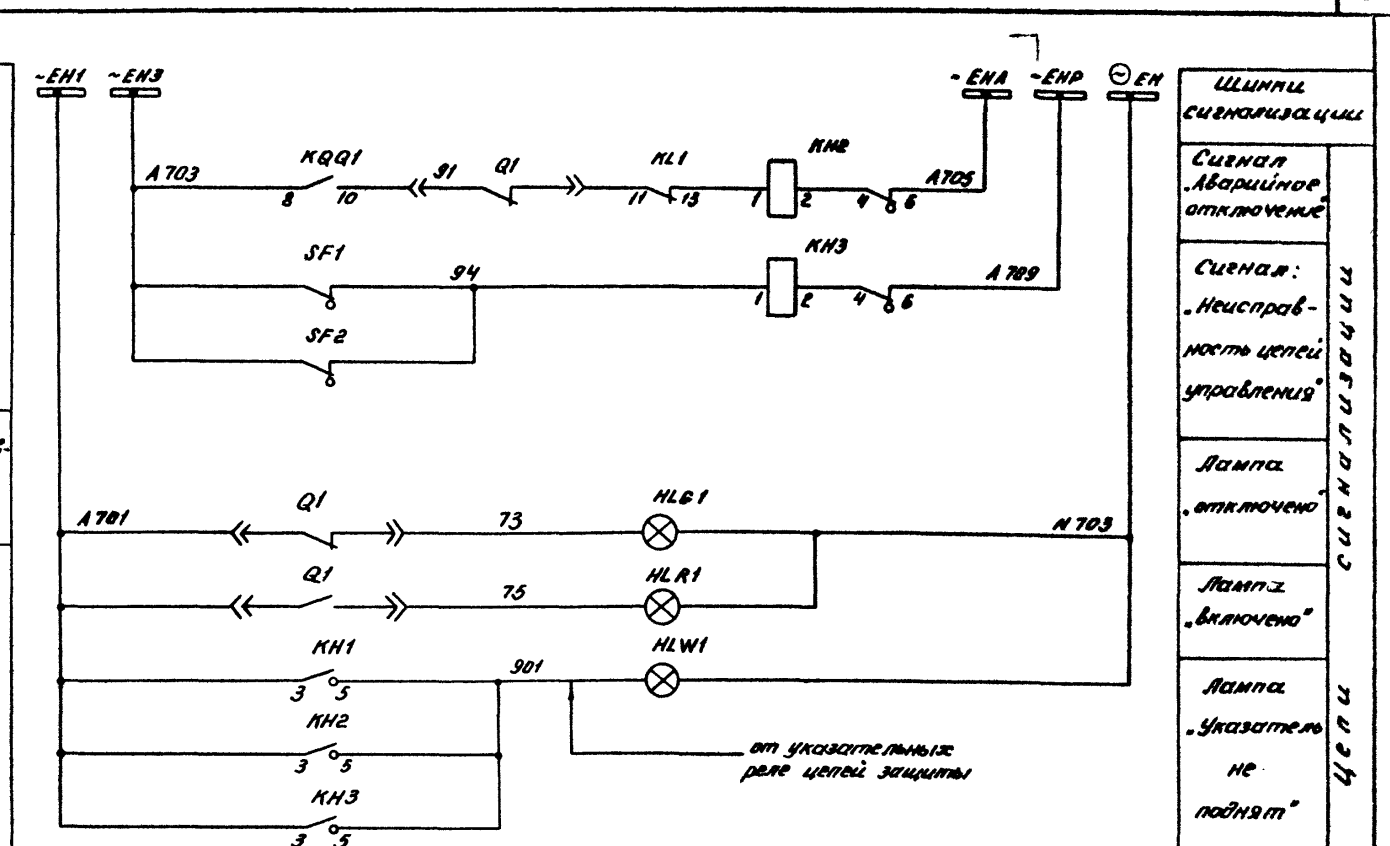 ~EH1 ~EH3 ~EHA ~EHP ~EH
Шинки
сигнализации
A703 KQQ1 91 Q1 KL1 KH2 A705
8 10 11 13 1 2 4 6
Сигнал
„Аварийное
отключение"
SF1 94 KH3 A709
1 2 4 6
SF2
Сигнал:
„Неисправ-
ность цепей
управления"
A701 Q1 73 HLG1 N703
Лампа
„отключено"
Q1 75 HLR1
Лампа
„включено"
KH1 901 HLW1
3 5
KH2
3 5
KH3
3 5
от указательных
реле цепей защиты
Лампа
„Указатель
не
поднят"
Цепи сигнализации